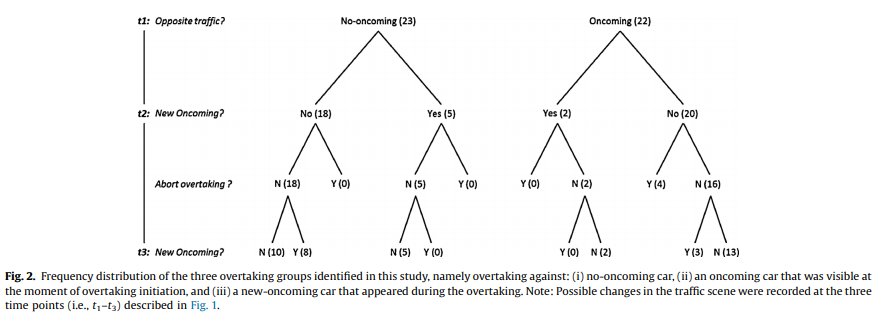 t1: Opposite traffic? No-oncoming (23) Oncoming (22)
t2: New Oncoming? No (18) Yes (5) Yes (2) No (20)
Abort overtaking ? N (18) Y (0) N (5) Y (0) Y (0) N (2) Y (4) N (16)
t3: New Oncoming? N (10) Y (8) N (5) Y (0) Y (0) N (2) Y (3) N (13)
Fig. 2. Frequency distribution of the three overtaking groups identified in this study, namely overtaking against: (i) no-oncoming car, (ii) an oncoming car that was visible at
the moment of overtaking initiation, and (iii) a new-oncoming car that appeared during the overtaking. Note: Possible changes in the traffic scene were recorded at the three
time points (i.e., t₁–t₃) described in Fig. 1.